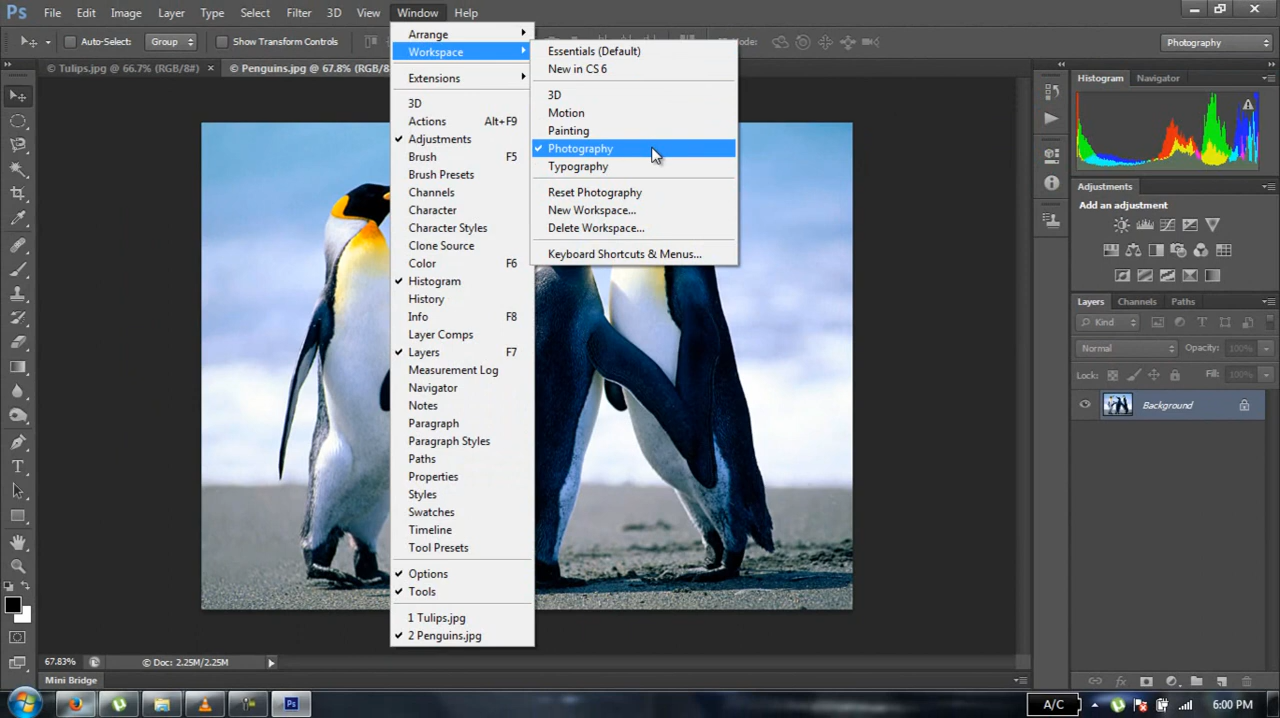 Ps File Edit Image Layer Type Select Filter 3D View Window Help
Auto-Select: Group Show Transform Controls Mode: Photography
Tulips.jpg @ 66.7% (RGB/8#) × © Penguins.jpg @ 67.8% (RGB/8
Arrange
Workspace
Extensions
3D
Actions Alt+F9
Adjustments
Brush F5
Brush Presets
Channels
Character
Character Styles
Clone Source
Color F6
Histogram
History
Info F8
Layer Comps
Layers F7
Measurement Log
Navigator
Notes
Paragraph
Paragraph Styles
Paths
Properties
Styles
Swatches
Timeline
Tool Presets
Options
Tools
1 Tulips.jpg
2 Penguins.jpg
Essentials (Default)
New in CS6
3D
Motion
Painting
Photography
Typography
Reset Photography
New Workspace...
Delete Workspace...
Keyboard Shortcuts & Menus...
Histogram Navigator
Adjustments
Add an adjustment
Layers Channels Paths
Kind
Normal Opacity: 100%
Lock: Fill: 100%
Background
67.83% © Doc: 2.25M/2.25M
Mini Bridge
A/C 6:00 PM